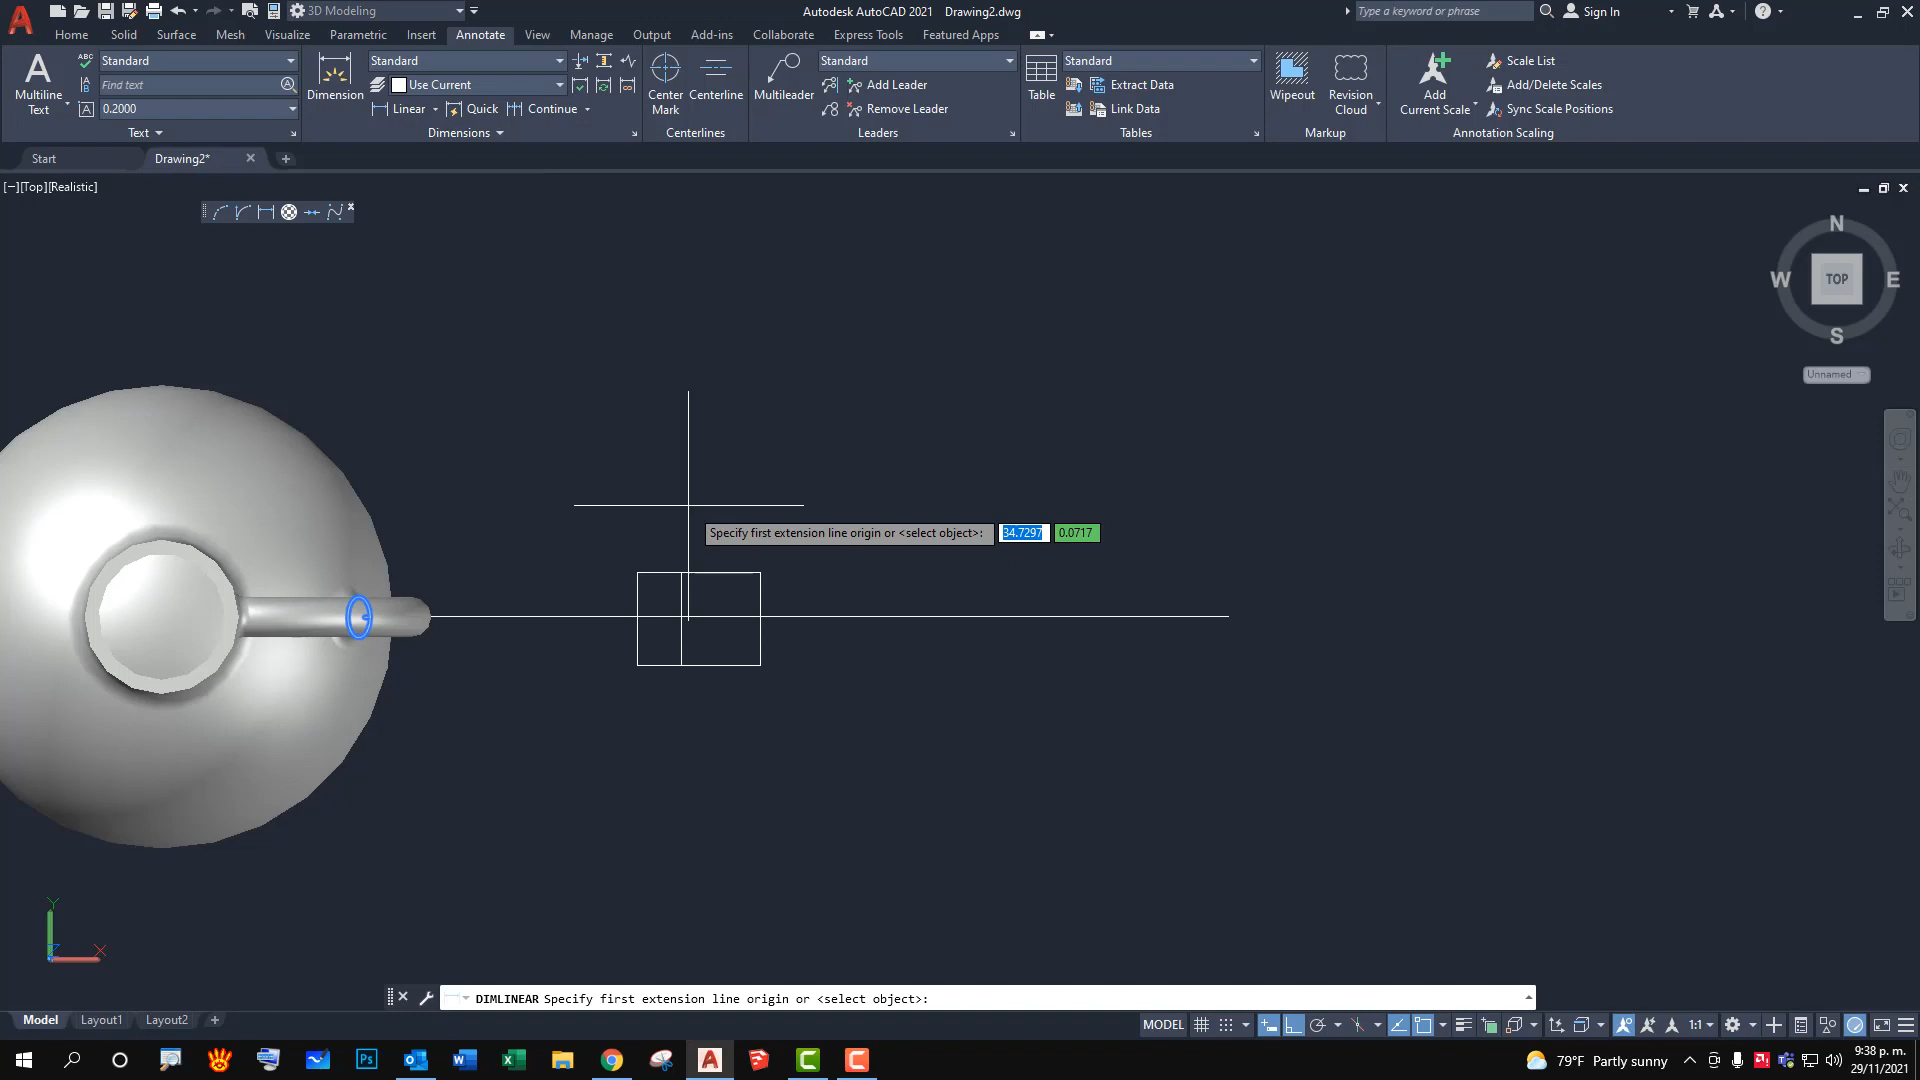 3D Modeling
Autodesk AutoCAD 2021 Drawing2.dwg
Type a keyword or phrase
Sign In
Home Solid Surface Mesh Visualize Parametric Insert Annotate View Manage Output Add-ins Collaborate Express Tools Featured Apps
Multiline Text
Standard
Find text
0.2000
Text
Dimension
Standard
Use Current
Linear Quick Continue
Dimensions
Center Mark
Centerline
Centerlines
Multileader
Standard
Add Leader
Remove Leader
Leaders
Table
Standard
Extract Data
Link Data
Tables
Wipeout
Revision Cloud
Markup
Add Current Scale
Scale List
Add/Delete Scales
Sync Scale Positions
Annotation Scaling
Start
Drawing2*
[−][Top][Realistic]
N
W TOP E
S
Unnamed
Specify first extension line origin or <select object>: 34.7297 0.0717
Y
X
Z
DIMLINEAR Specify first extension line origin or <select object>:
Model Layout1 Layout2
MODEL
1:1
79°F Partly sunny
9:38 p. m.
29/11/2021